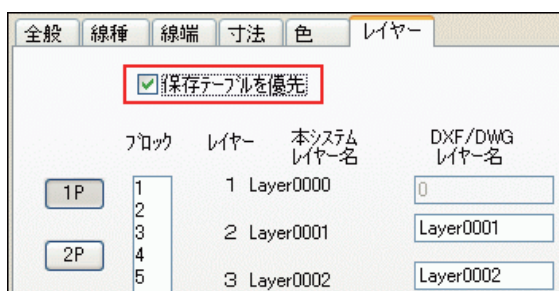 全般 線種 線端 寸法 色 レイヤー
保存テーブルを優先
ブロック レイヤー 本システム レイヤー名 DXF/DWG レイヤー名
1P 1 1 Layer0000 0
2
3 2 Layer0001 Layer0001
2P 4
5 3 Layer0002 Layer0002